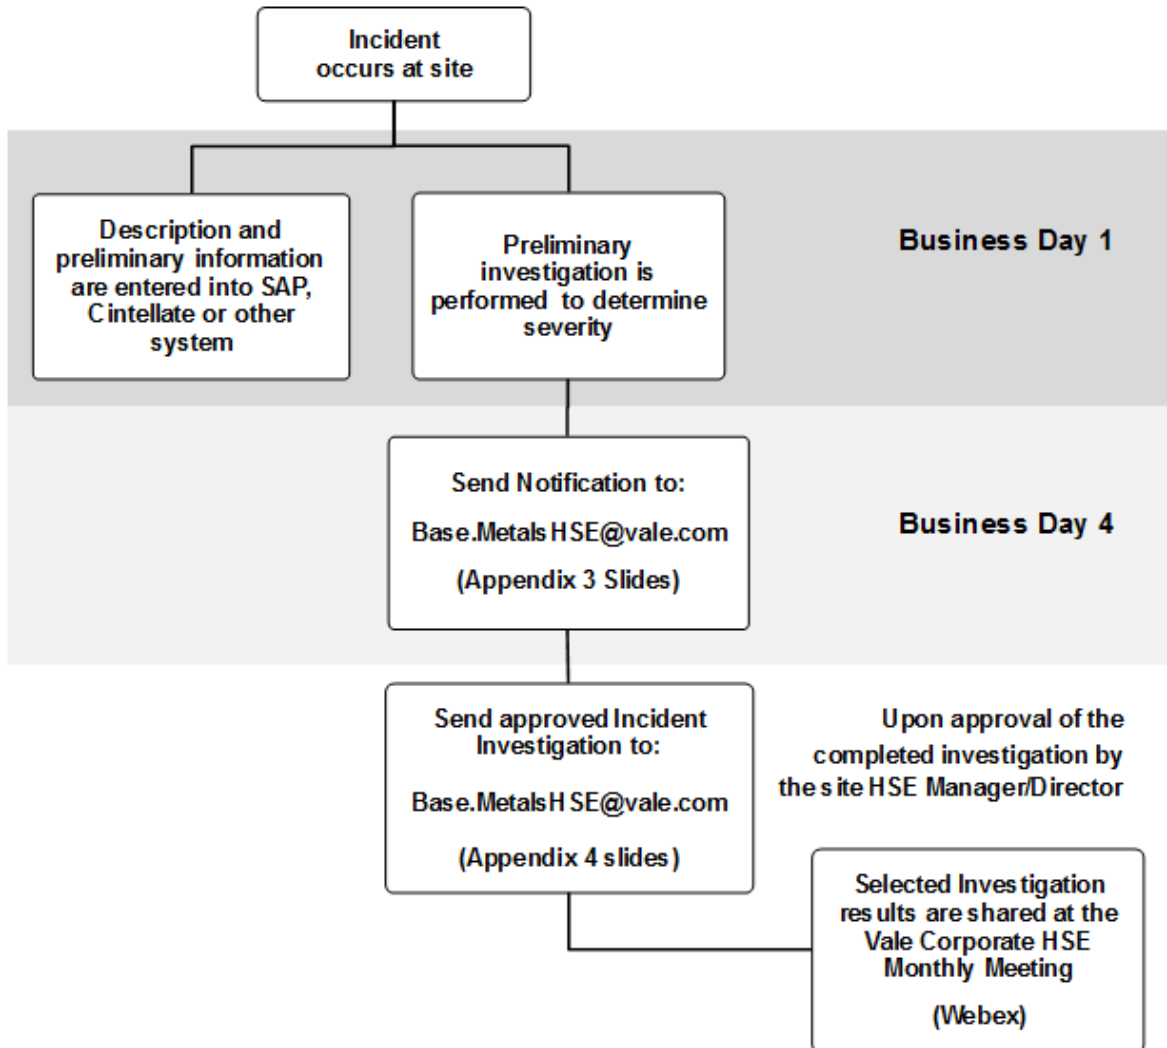 Incident
occurs at site
Description and
preliminary information
are entered into SAP,
Cintellate or other
system
Preliminary
investigation is
performed to determine
severity
Business Day 1
Send Notification to:
Base.MetalsHSE@vale.com
(Appendix 3 Slides)
Business Day 4
Send approved Incident
Investigation to:
Base.MetalsHSE@vale.com
(Appendix 4 slides)
Upon approval of the
completed investigation by
the site HSE Manager/Director
Selected Investigation
results are shared at the
Vale Corporate HSE
Monthly Meeting
(Webex)